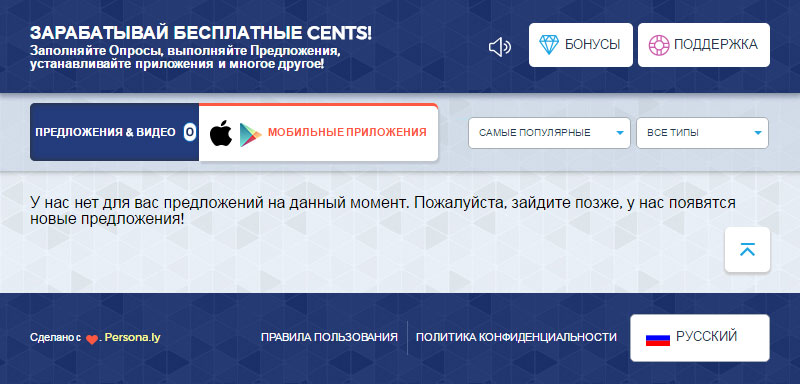 ЗАРАБАТЫВАЙ БЕСПЛАТНЫЕ CENTS!
Заполняйте Опросы, выполняйте Предложения,
устанавливайте приложения и многое другое!
БОНУСЫ
ПОДДЕРЖКА
ПРЕДЛОЖЕНИЯ & ВИДЕО 0
МОБИЛЬНЫЕ ПРИЛОЖЕНИЯ
САМЫЕ ПОПУЛЯРНЫЕ
ВСЕ ТИПЫ
У нас нет для вас предложений на данный момент. Пожалуйста, зайдите позже, у нас появятся
новые предложения!
Сделано с ❤. Persona.ly
ПРАВИЛА ПОЛЬЗОВАНИЯ
ПОЛИТИКА КОНФИДЕНЦИАЛЬНОСТИ
РУССКИЙ